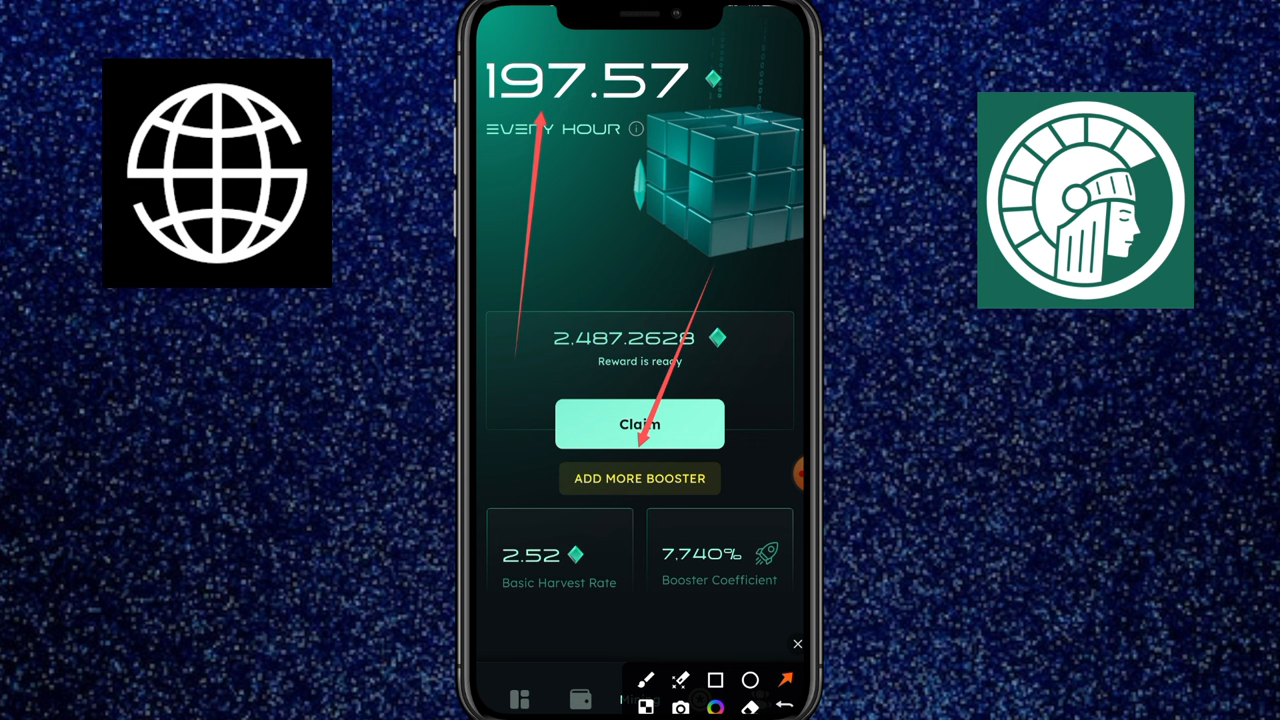 197.57
EVERY HOUR
2,487.2628
Reward is ready
Claim
ADD MORE BOOSTER
2.52
7,740%
Basic Harvest Rate
Booster Coefficient